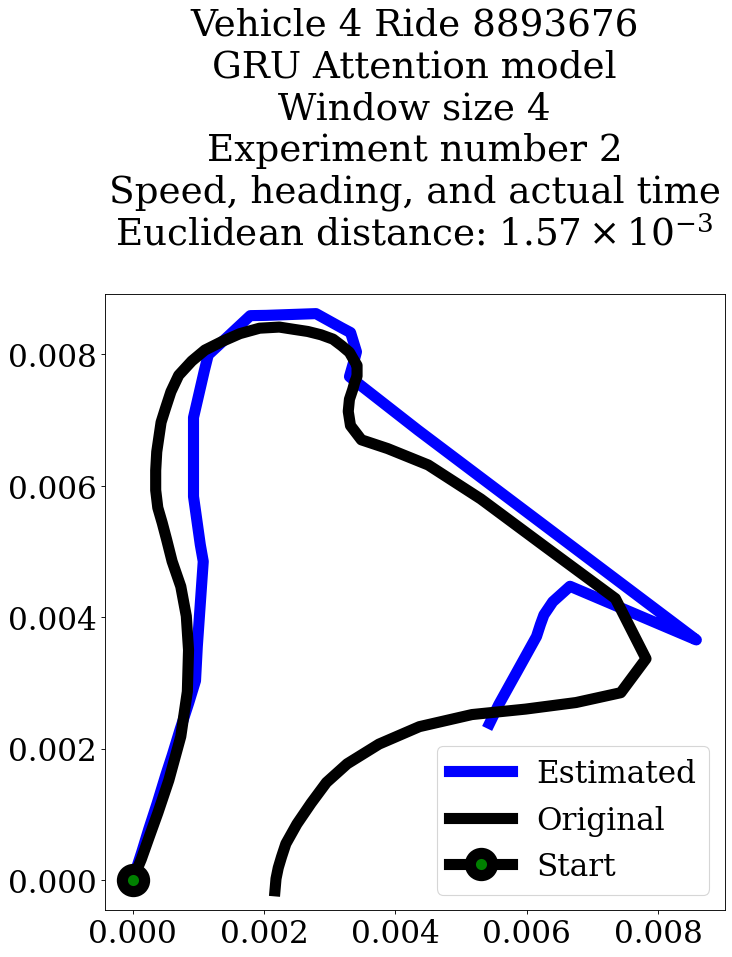 Vehicle 4 Ride 8893676
GRU Attention model
Window size 4
Experiment number 2
Speed, heading, and actual time
Euclidean distance: 1.57 × 10⁻³
0.008
0.006
0.004
0.002
0.000
Estimated
Original
Start
0.000 0.002 0.004 0.006 0.008